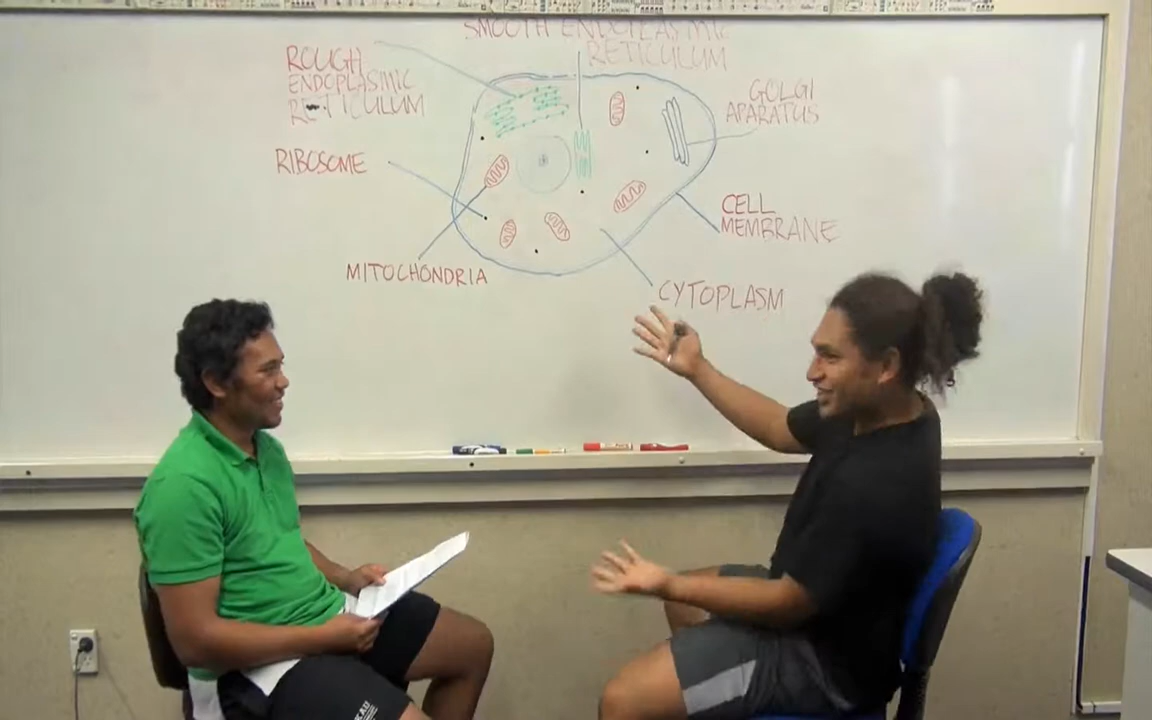 SMOOTH ENDOPLASMIC
RETICULUM
ROUGH
ENDOPLASMIC
RETICULUM
GOLGI
APARATUS
RIBOSOME
CELL
MEMBRANE
MITOCHONDRIA
CYTOPLASM